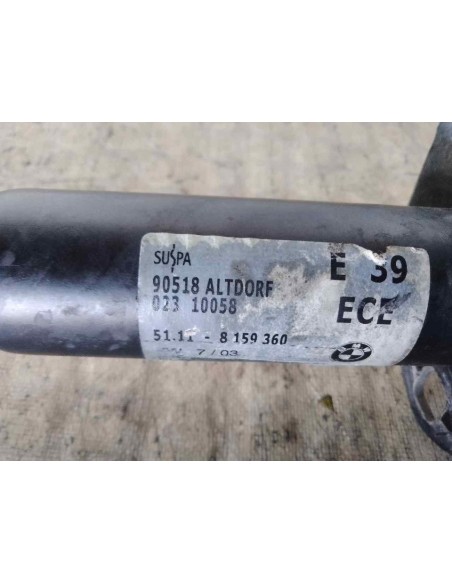 SUSPA
90518 ALTDORF
023 10058
51.11 - 8 159 360
7 / 03
E 39
ECE